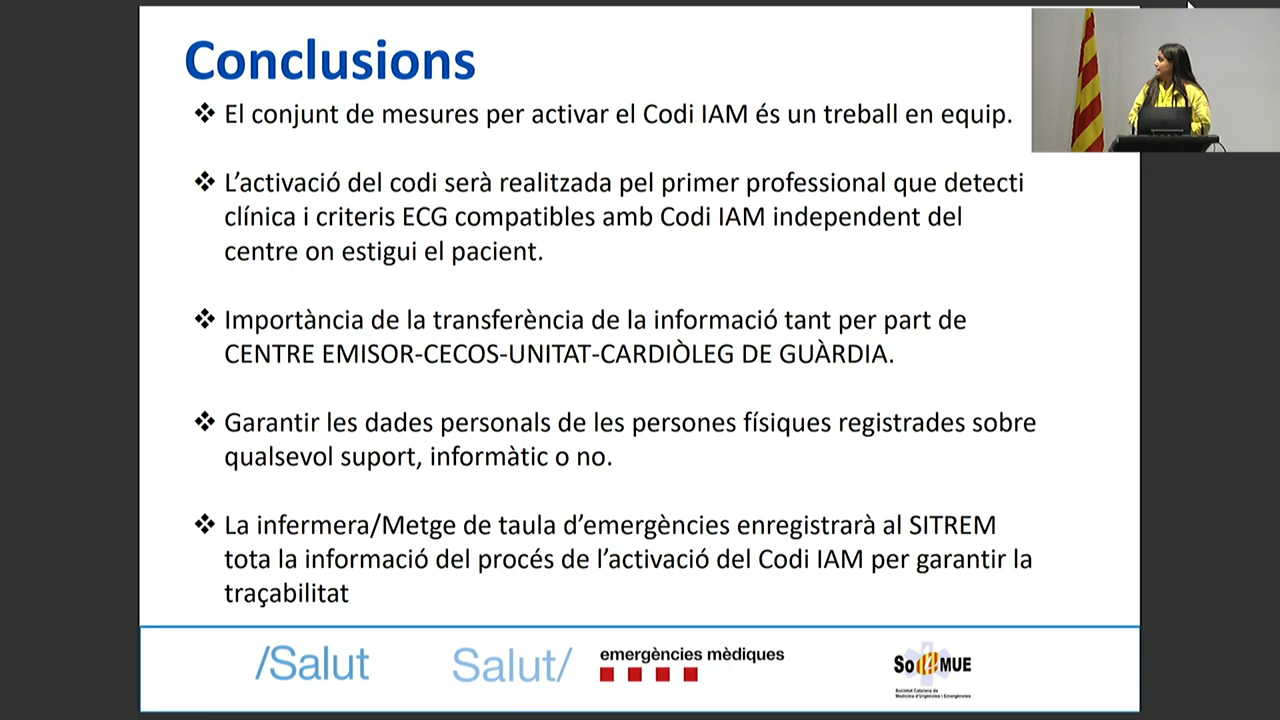 Conclusions
❖ El conjunt de mesures per activar el Codi IAM és un treball en equip.
❖ L’activació del codi serà realitzada pel primer professional que detecti
clínica i criteris ECG compatibles amb Codi IAM independent del
centre on estigui el pacient.
❖ Importància de la transferència de la informació tant per part de
CENTRE EMISOR-CECOS-UNITAT-CARDIÒLEG DE GUÀRDIA.
❖ Garantir les dades personals de les persones físiques registrades sobre
qualsevol suport, informàtic o no.
❖ La infermera/Metge de taula d’emergències enregistrarà al SITREM
tota la informació del procés de l’activació del Codi IAM per garantir la
traçabilitat
/Salut
Salut/
emergències mèdiques
So MUE
Societat Catalana de
Medicina d'Urgències i Emergències